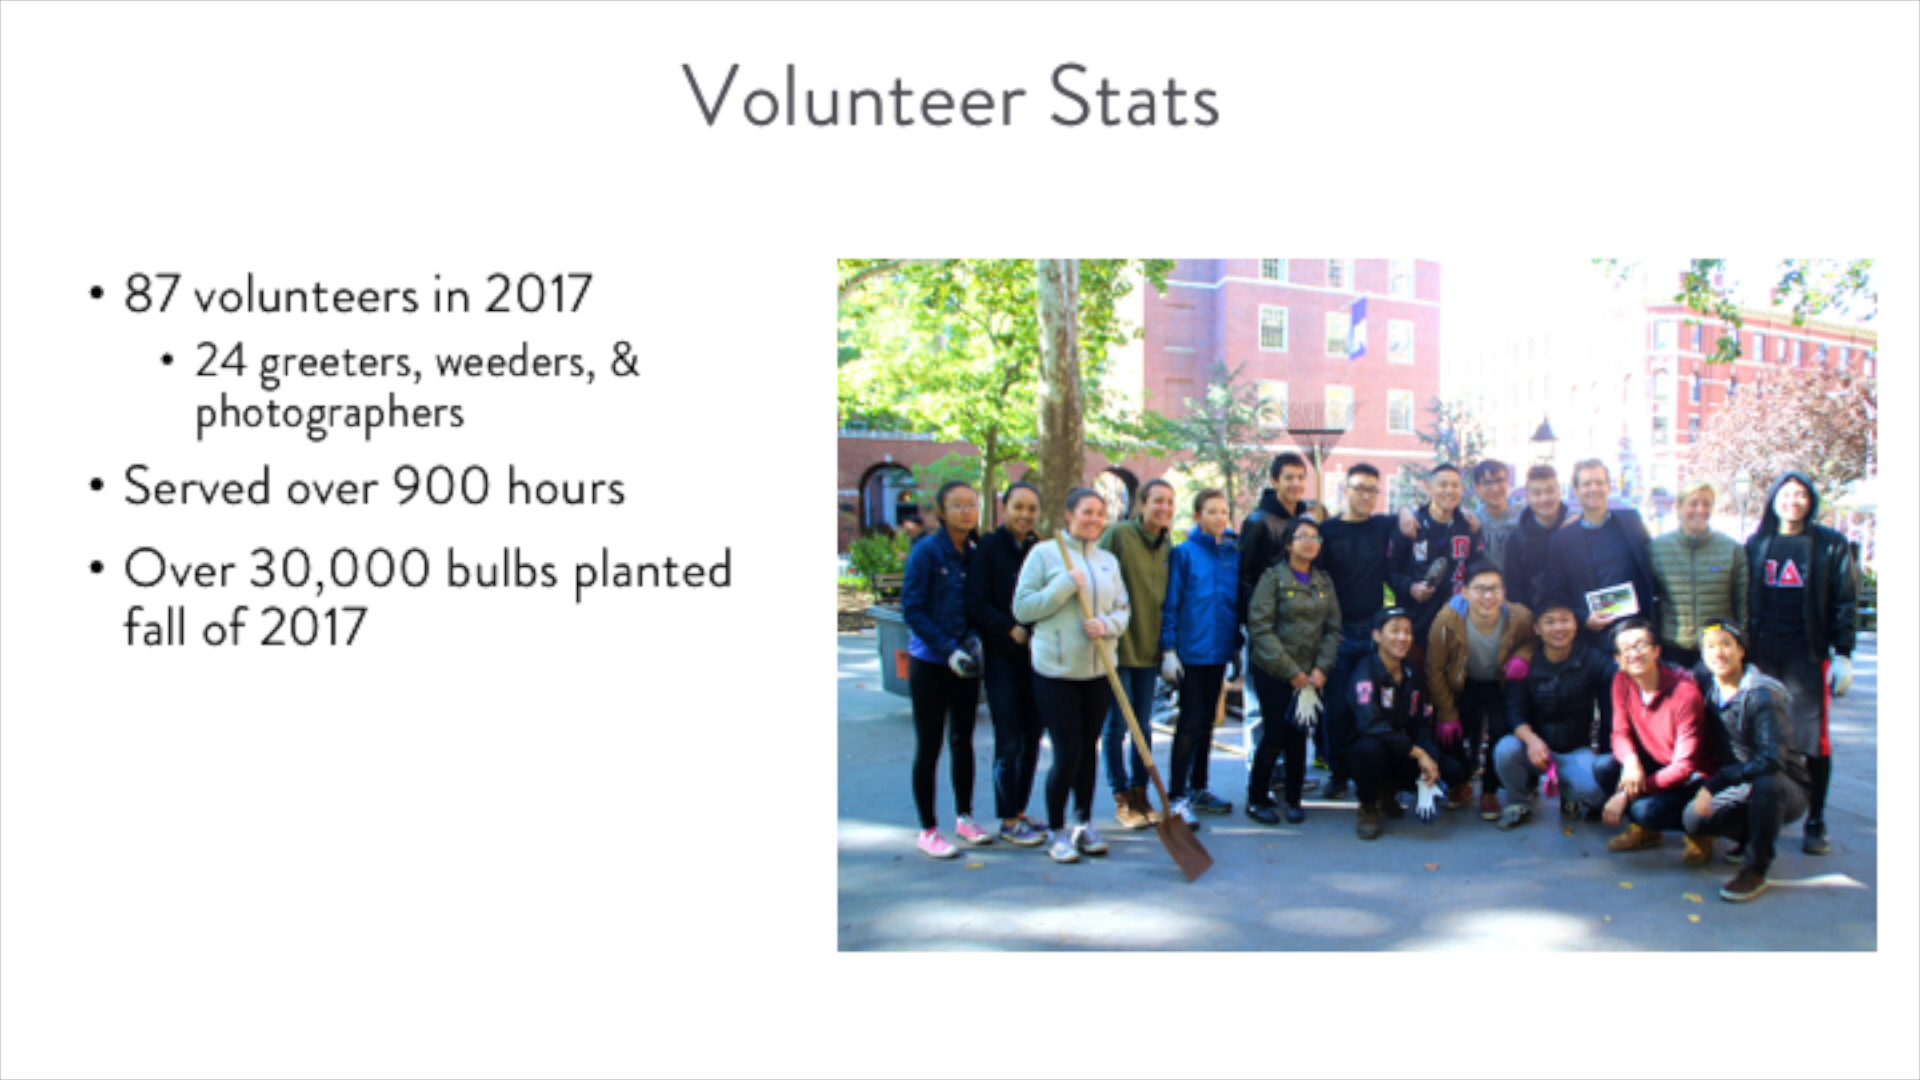 Volunteer Stats
• 87 volunteers in 2017
• 24 greeters, weeders, &
photographers
• Served over 900 hours
• Over 30,000 bulbs planted
fall of 2017